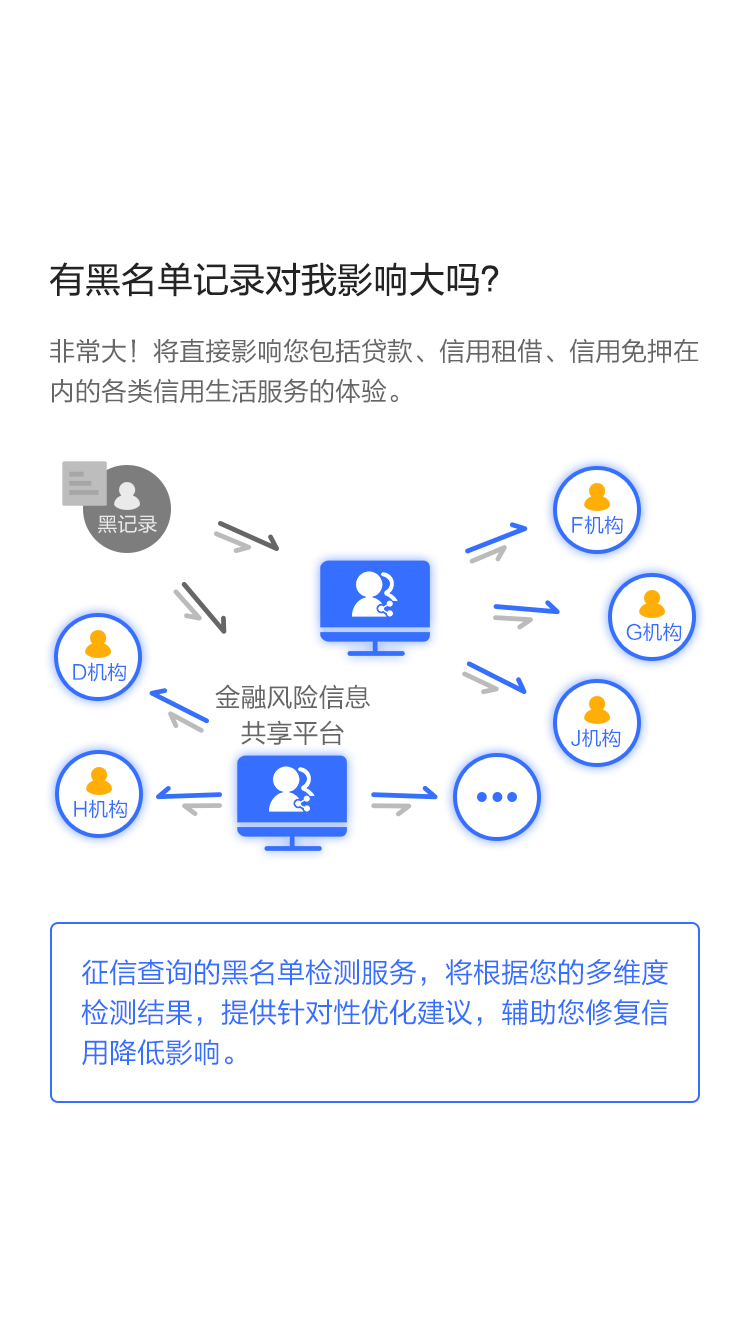 有黑名单记录对我影响大吗?
非常大！将直接影响您包括贷款、信用租借、信用免押在
内的各类信用生活服务的体验。
黑记录
F机构
G机构
D机构
金融风险信息
共享平台
J机构
H机构
征信查询的黑名单检测服务，将根据您的多维度
检测结果，提供针对性优化建议，辅助您修复信
用降低影响。